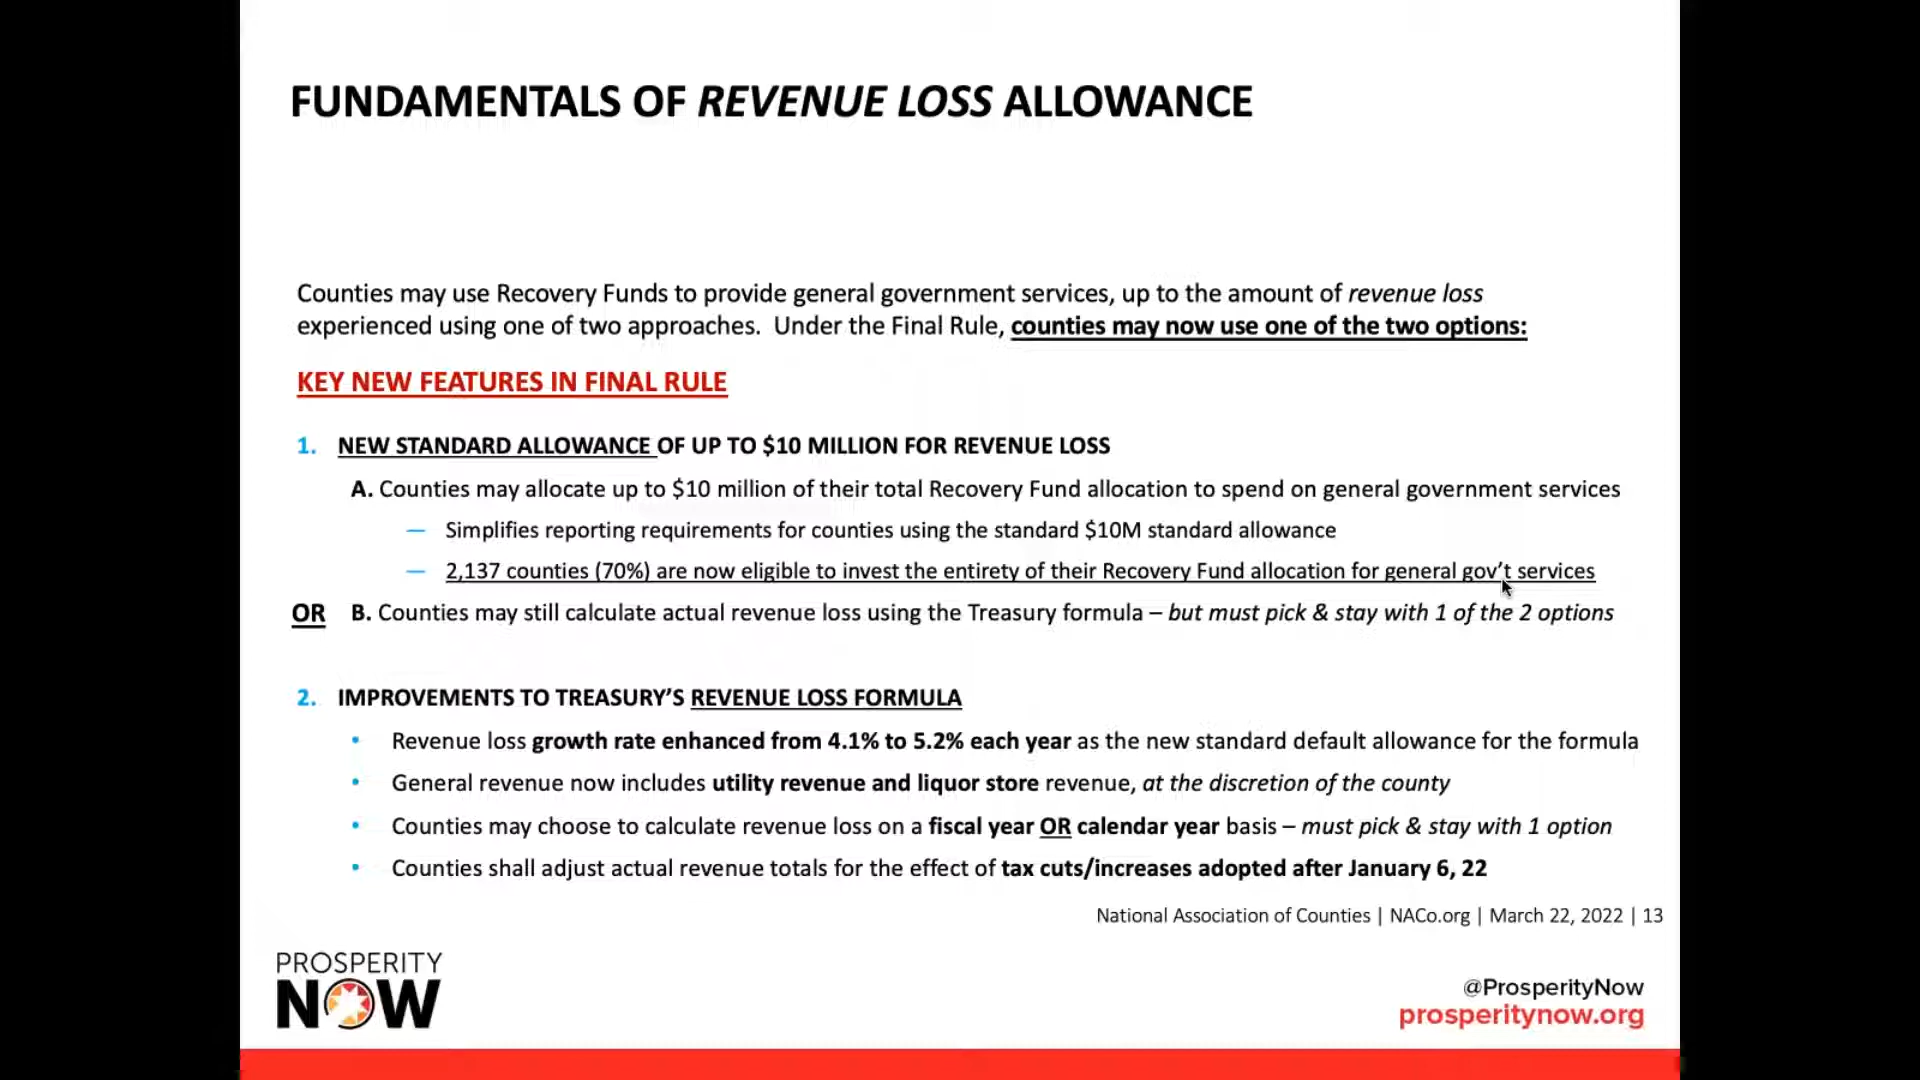 FUNDAMENTALS OF REVENUE LOSS ALLOWANCE
Counties may use Recovery Funds to provide general government services, up to the amount of revenue loss
experienced using one of two approaches. Under the Final Rule, counties may now use one of the two options:
KEY NEW FEATURES IN FINAL RULE
1. NEW STANDARD ALLOWANCE OF UP TO $10 MILLION FOR REVENUE LOSS
A. Counties may allocate up to $10 million of their total Recovery Fund allocation to spend on general government services
— Simplifies reporting requirements for counties using the standard $10M standard allowance
— 2,137 counties (70%) are now eligible to invest the entirety of their Recovery Fund allocation for general gov’t services
OR B. Counties may still calculate actual revenue loss using the Treasury formula – but must pick & stay with 1 of the 2 options
2. IMPROVEMENTS TO TREASURY’S REVENUE LOSS FORMULA
• Revenue loss growth rate enhanced from 4.1% to 5.2% each year as the new standard default allowance for the formula
• General revenue now includes utility revenue and liquor store revenue, at the discretion of the county
• Counties may choose to calculate revenue loss on a fiscal year OR calendar year basis – must pick & stay with 1 option
• Counties shall adjust actual revenue totals for the effect of tax cuts/increases adopted after January 6, 22
National Association of Counties | NACo.org | March 22, 2022 | 13
PROSPERITY
NOW
@ProsperityNow
prosperitynow.org